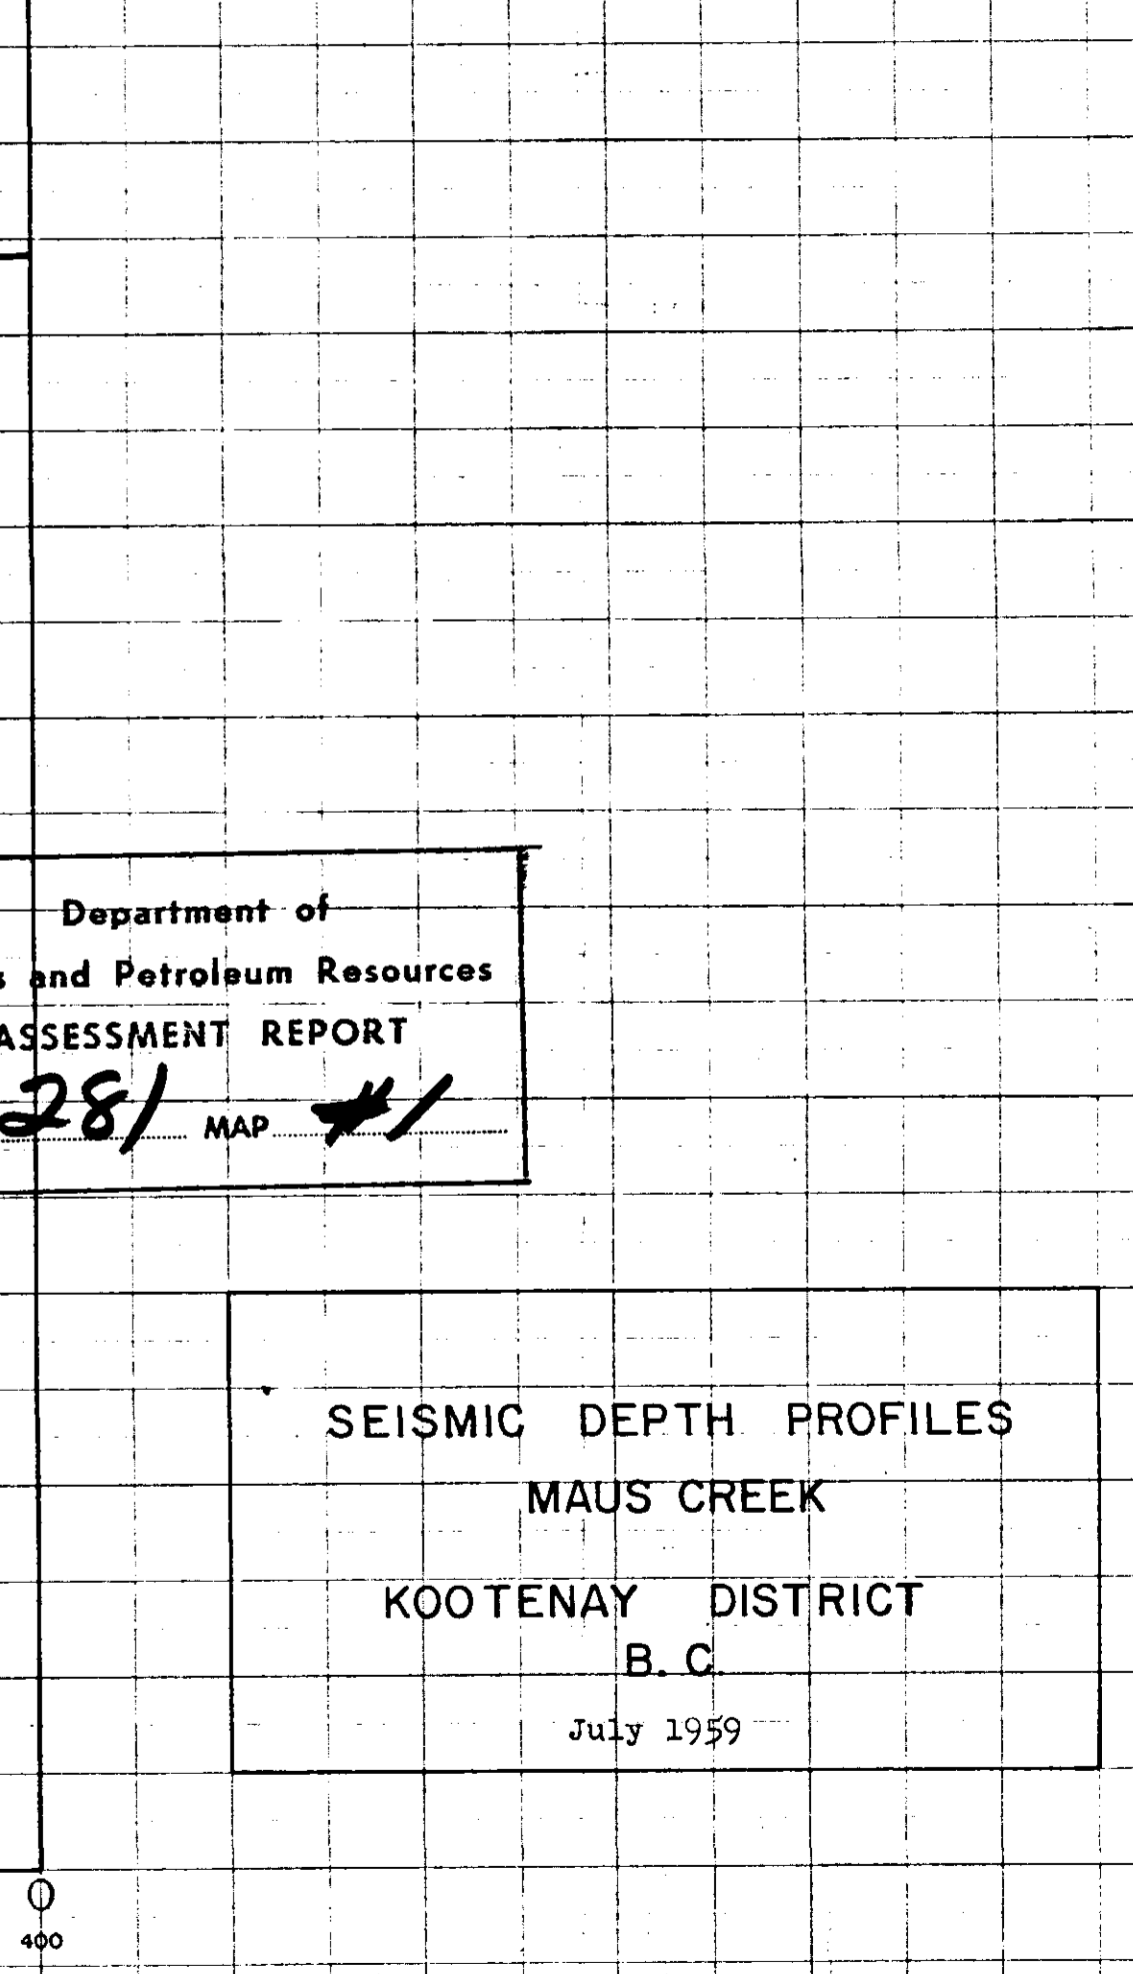 Department of
and Petroleum Resources
ASSESSMENT REPORT
281 MAP #1
SEISMIC DEPTH PROFILES
MAUS CREEK
KOOTENAY DISTRICT
B. C.
July 1959
0
400